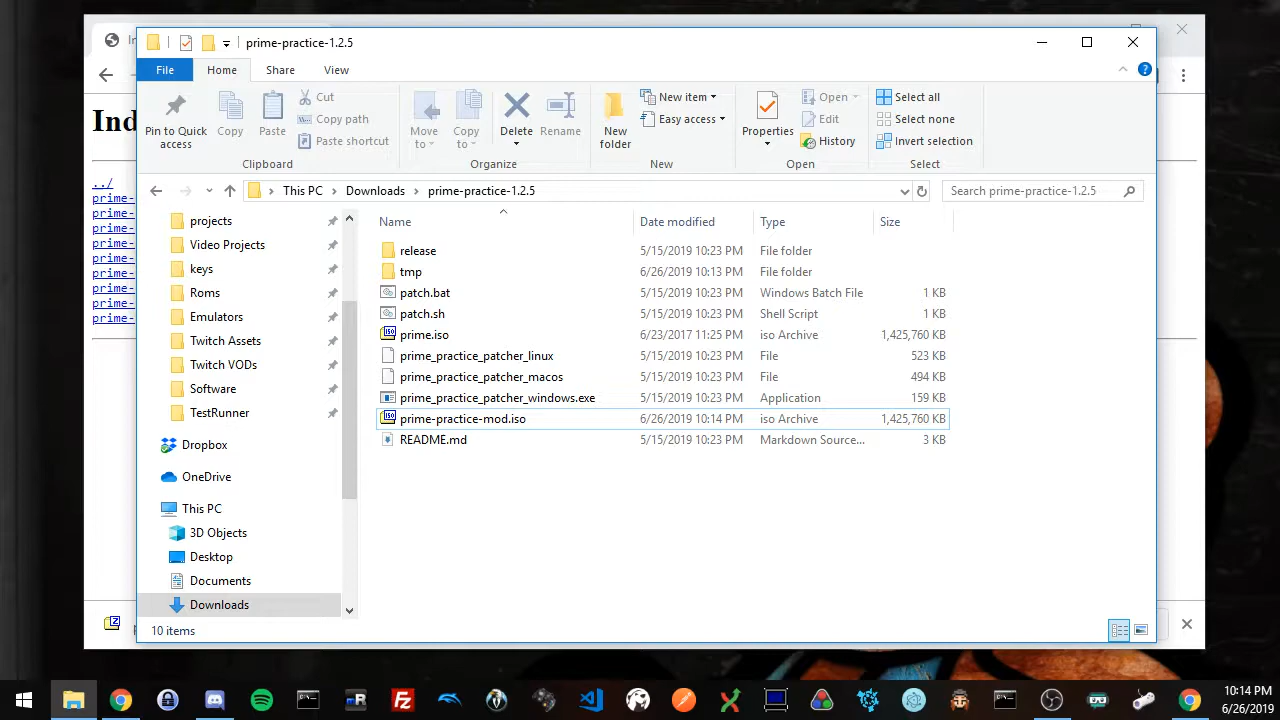 prime-practice-1.2.5
File
Home
Share
View
Pin to Quick access
Copy
Paste
Cut
Copy path
Paste shortcut
Clipboard
Move to
Copy to
Delete
Rename
Organize
New folder
New item
Easy access
New
Properties
Open
Edit
History
Open
Select all
Select none
Invert selection
Select
This PC
Downloads
prime-practice-1.2.5
Search prime-practice-1.2.5
Name
Date modified
Type
Size
release 5/15/2019 10:23 PM File folder
tmp 6/26/2019 10:13 PM File folder
patch.bat 5/15/2019 10:23 PM Windows Batch File 1 KB
patch.sh 5/15/2019 10:23 PM Shell Script 1 KB
prime.iso 6/23/2017 11:25 PM iso Archive 1,425,760 KB
prime_practice_patcher_linux 5/15/2019 10:23 PM File 523 KB
prime_practice_patcher_macos 5/15/2019 10:23 PM File 494 KB
prime_practice_patcher_windows.exe 5/15/2019 10:23 PM Application 159 KB
prime-practice-mod.iso 6/26/2019 10:14 PM iso Archive 1,425,760 KB
README.md 5/15/2019 10:23 PM Markdown Source... 3 KB
projects
Video Projects
keys
Roms
Emulators
Twitch Assets
Twitch VODs
Software
TestRunner
Dropbox
OneDrive
This PC
3D Objects
Desktop
Documents
Downloads
10 items
Ind
../
prime-
prime-
prime-
prime-
prime-
prime-
prime-
prime-
prime-
10:14 PM
6/26/2019